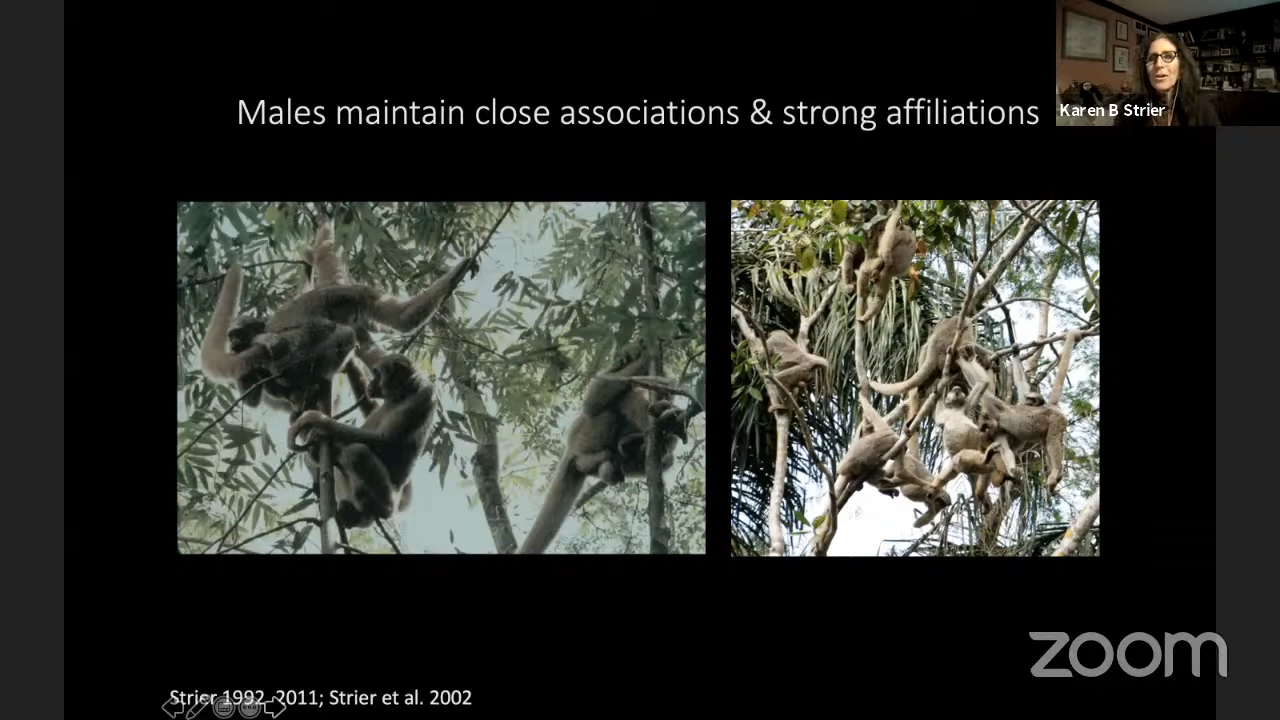 Males maintain close associations & strong affiliations
Karen B Strier
zoom
Strier 1992, 2011; Strier et al. 2002